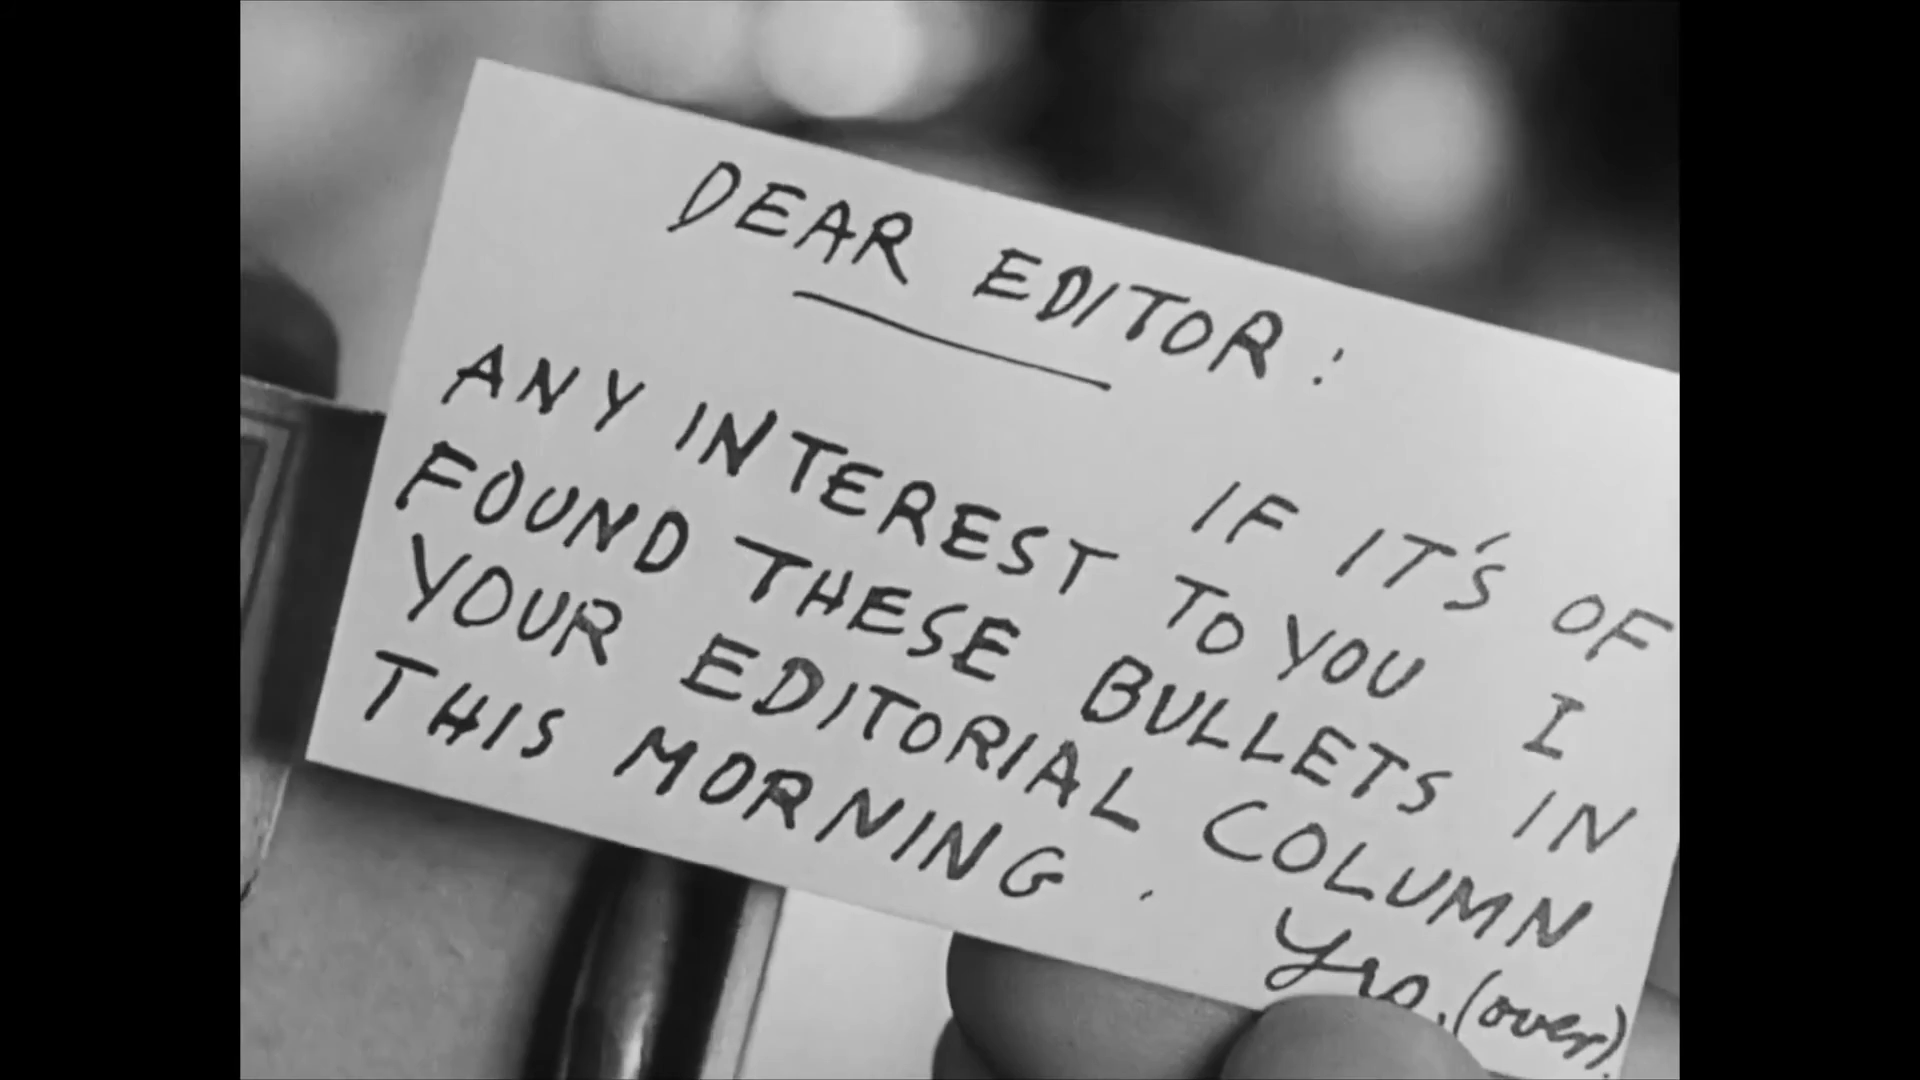 DEAR EDITOR:
IF IT'S OF
ANY INTEREST TO YOU I
FOUND THESE BULLETS IN
YOUR EDITORIAL COLUMN
THIS MORNING.
Yrs. (over).